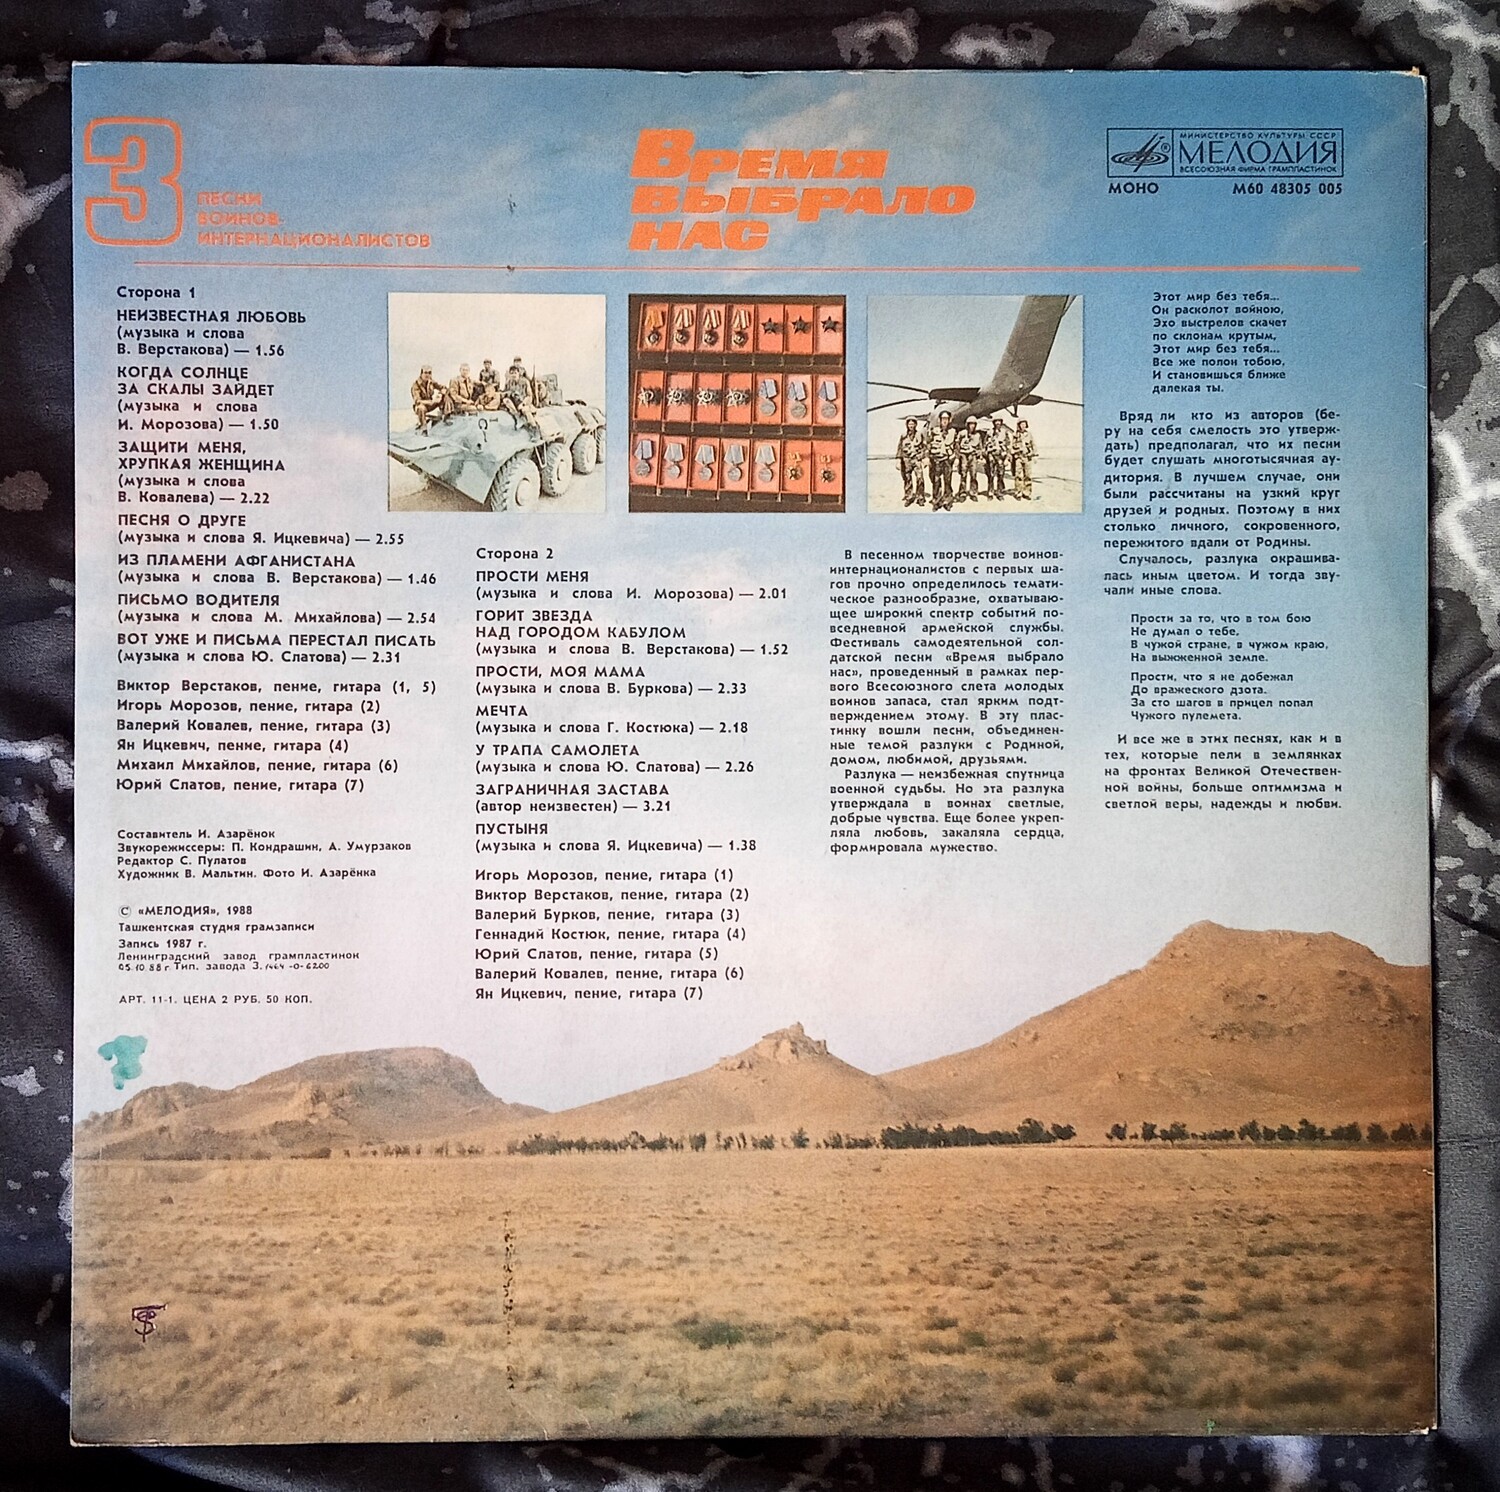 3
ПЕСНИ
ВОИНОВ-
ИНТЕРНАЦИОНАЛИСТОВ
ВРЕМЯ
ВЫБРАЛО
НАС
МИНИСТЕРСТВО КУЛЬТУРЫ СССР
МЕЛОДИЯ
ВСЕСОЮЗНАЯ ФИРМА ГРАМПЛАСТИНОК
МОНО М60 48305 005
Сторона 1
НЕИЗВЕСТНАЯ ЛЮБОВЬ
(музыка и слова
В. Верстакова) — 1.56
КОГДА СОЛНЦЕ
ЗА СКАЛЫ ЗАЙДЕТ
(музыка и слова
И. Морозова) — 1.50
ЗАЩИТИ МЕНЯ,
ХРУПКАЯ ЖЕНЩИНА
(музыка и слова
В. Ковалева) — 2.22
ПЕСНЯ О ДРУГЕ
(музыка и слова Я. Ицкевича) — 2.55
ИЗ ПЛАМЕНИ АФГАНИСТАНА
(музыка и слова В. Верстакова) — 1.46
ПИСЬМО ВОДИТЕЛЯ
(музыка и слова М. Михайлова) — 2.54
ВОТ УЖЕ И ПИСЬМА ПЕРЕСТАЛ ПИСАТЬ
(музыка и слова Ю. Слатова) — 2.31
Виктор Верстаков, пение, гитара (1, 5)
Игорь Морозов, пение, гитара (2)
Валерий Ковалев, пение, гитара (3)
Ян Ицкевич, пение, гитара (4)
Михаил Михайлов, пение, гитара (6)
Юрий Слатов, пение, гитара (7)
Составитель И. Азарёнок
Звукорежиссеры: П. Кондрашин, А. Умурзаков
Редактор С. Пулатов
Художник В. Мальтин. Фото И. Азарёнка
© «МЕЛОДИЯ», 1988
Ташкентская студия грамзаписи
Запись 1987 г.
Ленинградский завод грампластинок
05.10.88 г. Тип. завода З. 1464-0-6200
АРТ. 11-1. ЦЕНА 2 РУБ. 50 КОП.
Сторона 2
ПРОСТИ МЕНЯ
(музыка и слова И. Морозова) — 2.01
ГОРИТ ЗВЕЗДА
НАД ГОРОДОМ КАБУЛОМ
(музыка и слова В. Верстакова) — 1.52
ПРОСТИ, МОЯ МАМА
(музыка и слова В. Буркова) — 2.33
МЕЧТА
(музыка и слова Г. Костюка) — 2.18
У ТРАПА САМОЛЕТА
(музыка и слова Ю. Слатова) — 2.26
ЗАГРАНИЧНАЯ ЗАСТАВА
(автор неизвестен) — 3.21
ПУСТЫНЯ
(музыка и слова Я. Ицкевича) — 1.38
Игорь Морозов, пение, гитара (1)
Виктор Верстаков, пение, гитара (2)
Валерий Бурков, пение, гитара (3)
Геннадий Костюк, пение, гитара (4)
Юрий Слатов, пение, гитара (5)
Валерий Ковалев, пение, гитара (6)
Ян Ицкевич, пение, гитара (7)
В песенном творчестве воинов-
интернационалистов с первых ша-
гов прочно определилось темати-
ческое разнообразие, охватываю-
щее широкий спектр событий по-
вседневной армейской службы.
Фестиваль самодеятельной сол-
датской песни «Время выбрало
нас», проведенный в рамках пер-
вого Всесоюзного слета молодых
воинов запаса, стал ярким подт-
верждением этому. В эту плас-
тинку вошли песни, объединен-
ные темой разлуки с Родиной,
домом, любимой, друзьями.
Разлука — неизбежная спутница
военной судьбы. Но эта разлука
утверждала в воинах светлые,
добрые чувства. Еще более укреп-
ляла любовь, закаляла сердца,
формировала мужество.
Этот мир без тебя...
Он расколот войною,
Эхо выстрелов скачет
по склонам крутым,
Этот мир без тебя...
Все же полон тобою,
И становишься ближе
далекая ты.
Вряд ли кто из авторов (бе-
ру на себя смелость это утверж-
дать) предполагал, что их песни
будет слушать многотысячная ау-
дитория. В лучшем случае, они
были рассчитаны на узкий круг
друзей и родных. Поэтому в них
столько личного, сокровенного,
пережитого вдали от Родины.
Случалось, разлука окрашива-
лась иным цветом. И тогда зву-
чали иные слова.
Прости за то, что в том бою
Не думал о тебе,
В чужой стране, в чужом краю,
На выжженной земле.
Прости, что я не добежал
До вражеского дзота.
За сто шагов в прицел попал
Чужого пулемета.
И все же в этих песнях, как и в
тех, которые пели в землянках
на фронтах Великой Отечествен-
ной войны, больше оптимизма и
светлой веры, надежды и любви.